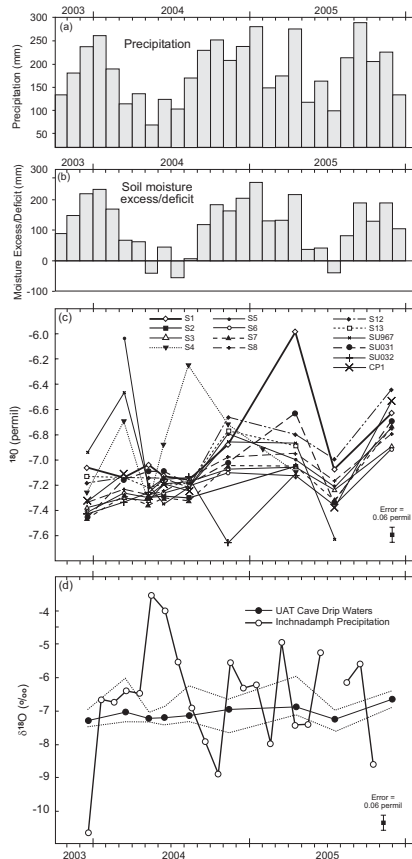 2003 2004 2005
(a)
Precipitation
Precipitation (mm)
300
250
200
150
100
50
2003 2004 2005
(b)
Soil moisture
excess/deficit
Moisture Excess/Deficit (mm)
300
200
100
0
-100
(c)
S1
S2
S3
S4
S5
S6
S7
S8
S12
S13
SU967
SU031
SU032
CP1
18O (permil)
-6.0
-6.2
-6.4
-6.6
-6.8
-7.0
-7.2
-7.4
-7.6
Error =
0.06 permil
(d)
UAT Cave Drip Waters
Inchnadamph Precipitation
δ18O (‰)
-4
-5
-6
-7
-8
-9
-10
Error =
0.06 permil
2003 2004 2005